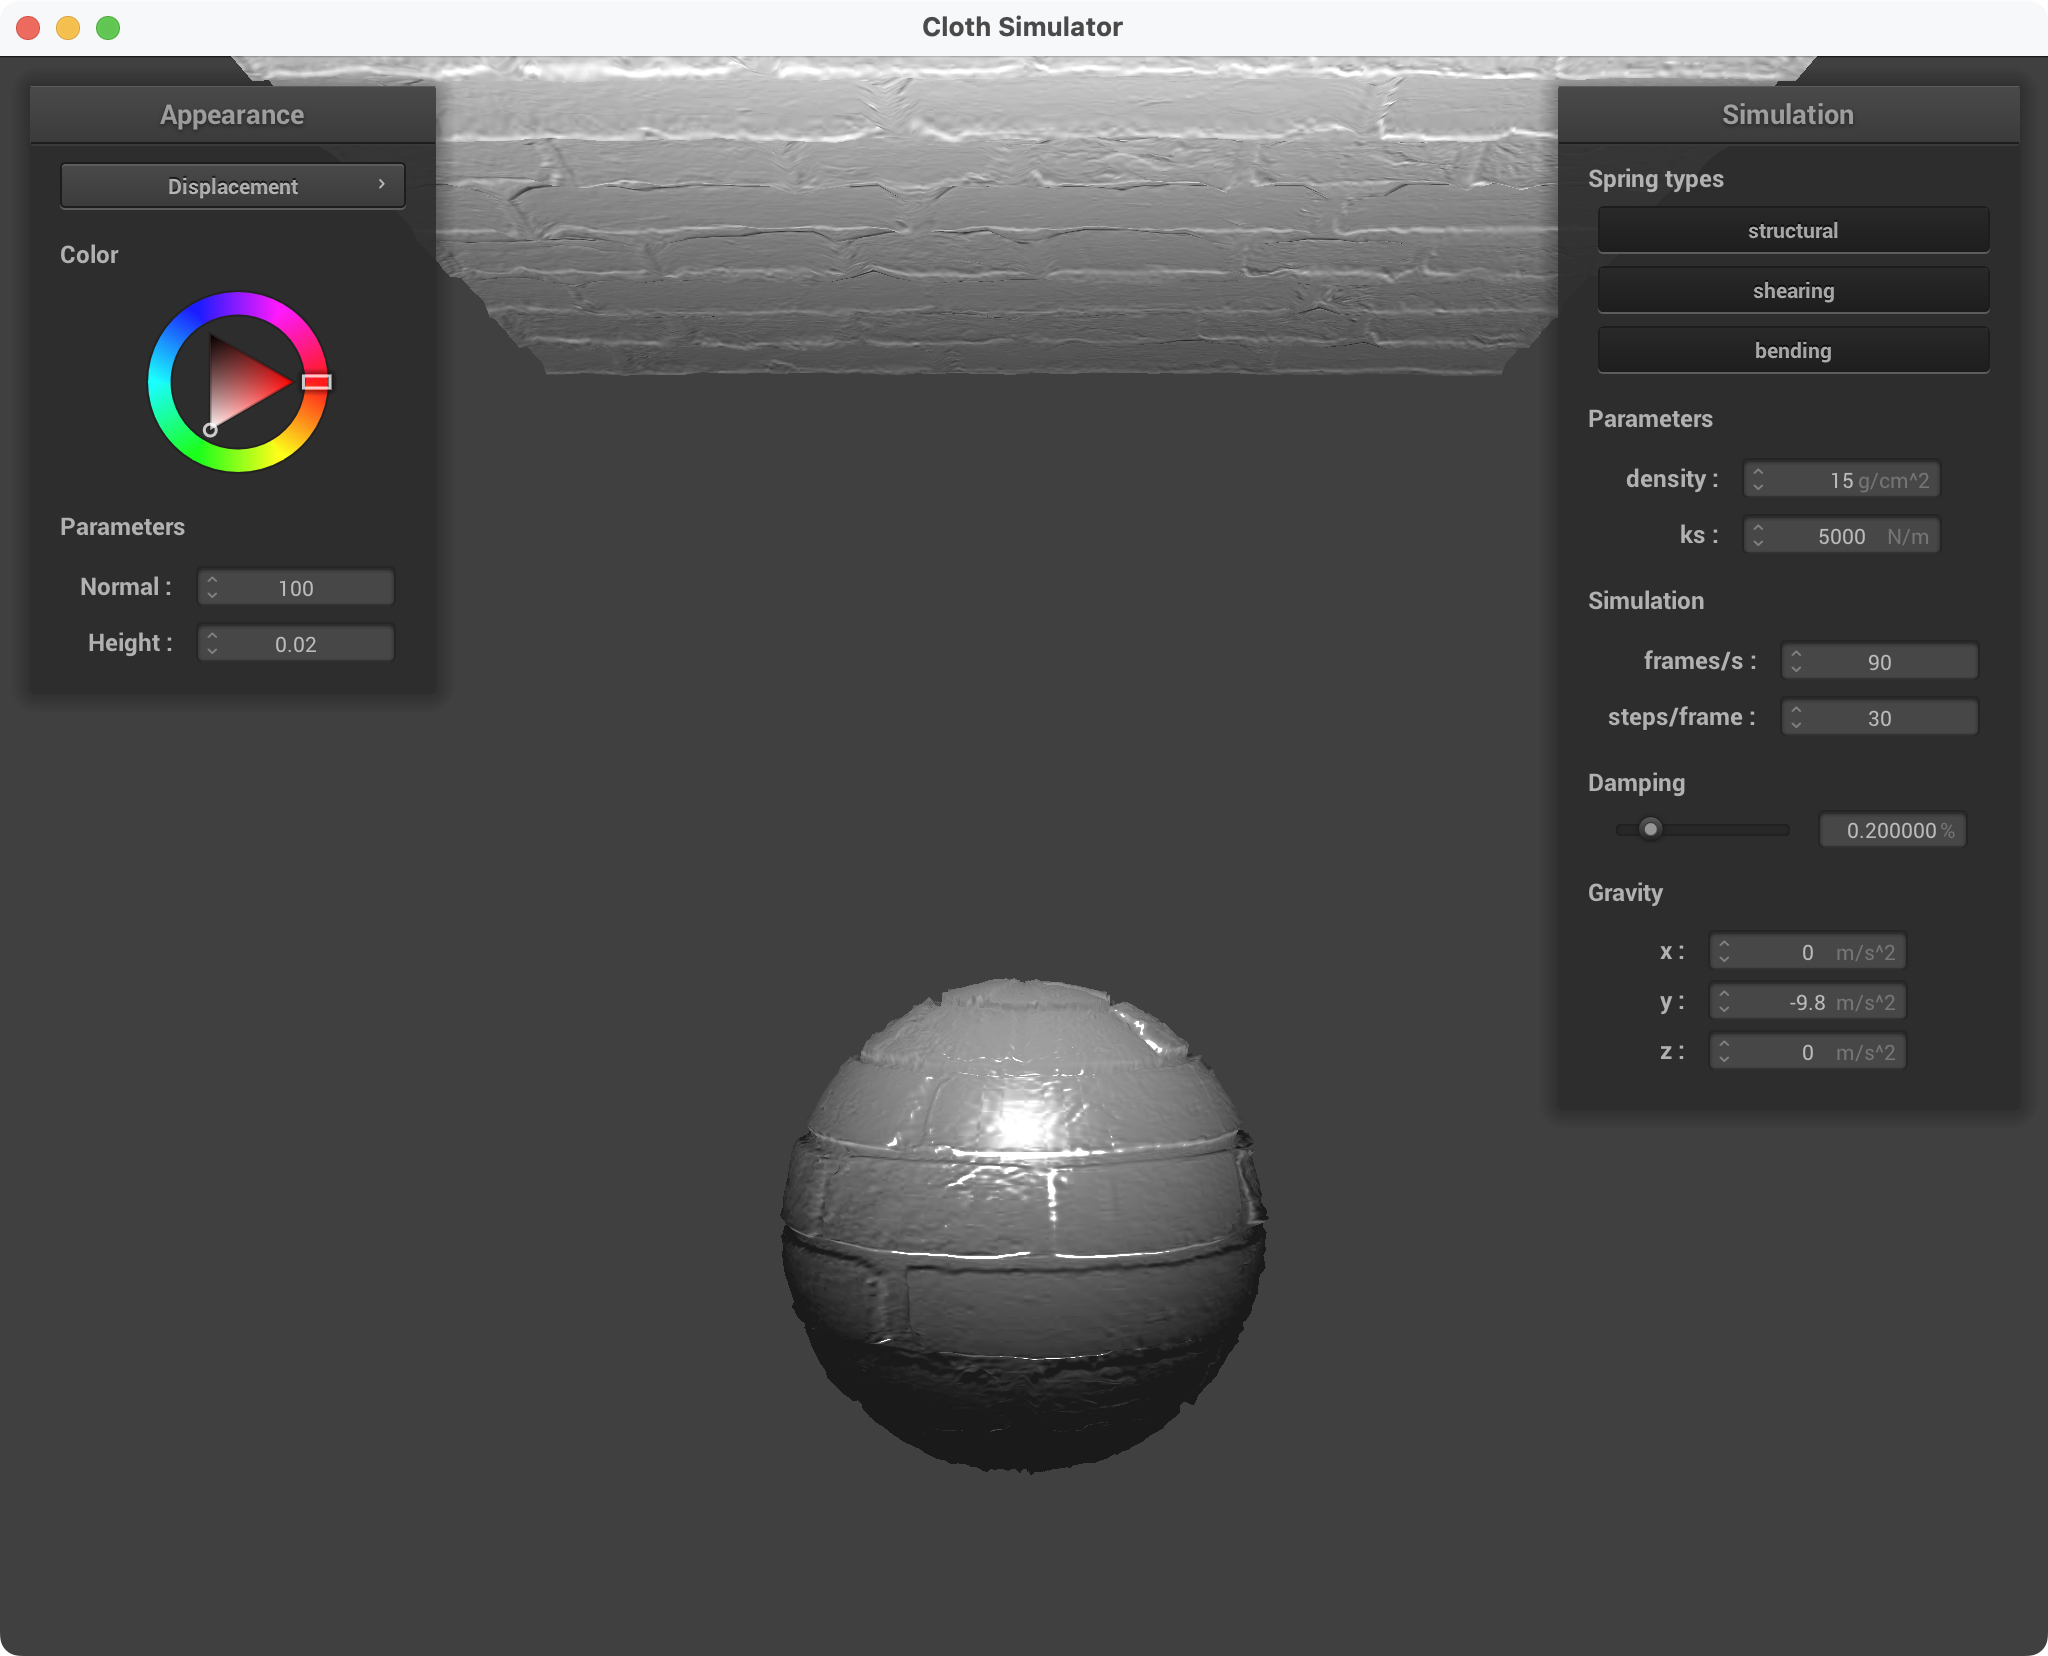 Cloth Simulator
Appearance
Displacement
Color
Parameters
Normal : 100
Height : 0.02
Simulation
Spring types
structural
shearing
bending
Parameters
density : 15 g/cm^2
ks : 5000 N/m
Simulation
frames/s : 90
steps/frame : 30
Damping
0.200000 %
Gravity
x : 0 m/s^2
y : -9.8 m/s^2
z : 0 m/s^2